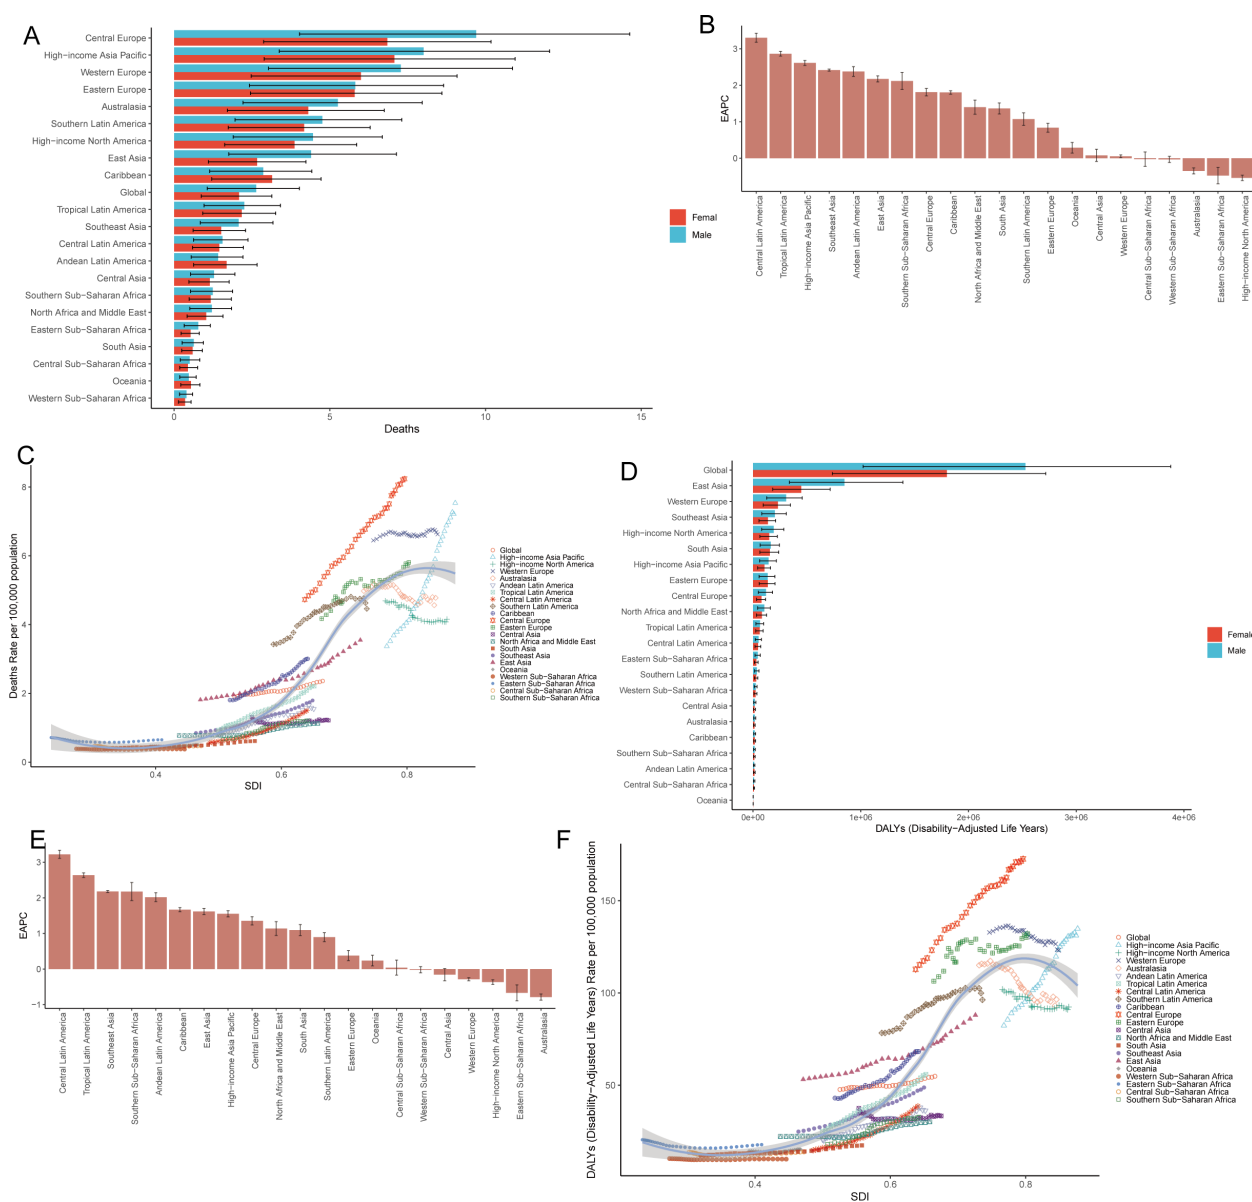 A
Central Europe
High-income Asia Pacific
Western Europe
Eastern Europe
Australasia
Southern Latin America
High-income North America
East Asia
Caribbean
Global
Tropical Latin America
Southeast Asia
Central Latin America
Andean Latin America
Central Asia
Southern Sub-Saharan Africa
North Africa and Middle East
Eastern Sub-Saharan Africa
South Asia
Central Sub-Saharan Africa
Oceania
Western Sub-Saharan Africa
0
5
10
15
Deaths
Femal
Male
B
EAPC
3
2
1
0
Central Latin America
Tropical Latin America
High-income Asia Pacific
Southeast Asia
Andean Latin America
East Asia
Southern Sub-Saharan Africa
Central Europe
Caribbean
North Africa and Middle East
South Asia
Southern Latin America
Eastern Europe
Oceania
Central Asia
Western Europe
Central Sub-Saharan Africa
Western Sub-Saharan Africa
Australasia
Eastern Sub-Saharan Africa
High-income North America
C
Deaths Rate per 100,000 population
8
6
4
2
0
0.4
0.6
0.8
SDI
Global
High-income Asia Pacific
High-income North America
Western Europe
Australasia
Andean Latin America
Tropical Latin America
Central Latin America
Southern Latin America
Caribbean
Central Europe
Eastern Europe
Central Asia
North Africa and Middle East
South Asia
Southeast Asia
East Asia
Oceania
Western Sub-Saharan Africa
Eastern Sub-Saharan Africa
Central Sub-Saharan Africa
Southern Sub-Saharan Africa
D
Global
East Asia
Western Europe
Southeast Asia
High-income North America
South Asia
High-income Asia Pacific
Eastern Europe
Central Europe
North Africa and Middle East
Tropical Latin America
Central Latin America
Eastern Sub-Saharan Africa
Southern Latin America
Western Sub-Saharan Africa
Central Asia
Australasia
Caribbean
Southern Sub-Saharan Africa
Andean Latin America
Central Sub-Saharan Africa
Oceania
0e+00
1e+06
2e+06
3e+06
4e+06
DALYs (Disability-Adjusted Life Years)
Female
Male
E
EAPC
3
2
1
0
-1
Central Latin America
Tropical Latin America
Southeast Asia
Southern Sub-Saharan Africa
Andean Latin America
Caribbean
East Asia
High-income Asia Pacific
Central Europe
North Africa and Middle East
South Asia
Southern Latin America
Eastern Europe
Oceania
Central Sub-Saharan Africa
Western Sub-Saharan Africa
Central Asia
Western Europe
High-income North America
Eastern Sub-Saharan Africa
Australasia
F
DALYs (Disability-Adjusted Life Years) Rate per 100,000 population
150
100
50
0.4
0.6
0.8
SDI
Global
High-income Asia Pacific
High-income North America
Western Europe
Australasia
Andean Latin America
Tropical Latin America
Central Latin America
Southern Latin America
Caribbean
Central Europe
Eastern Europe
Central Asia
North Africa and Middle East
South Asia
Southeast Asia
East Asia
Oceania
Western Sub-Saharan Africa
Eastern Sub-Saharan Africa
Central Sub-Saharan Africa
Southern Sub-Saharan Africa